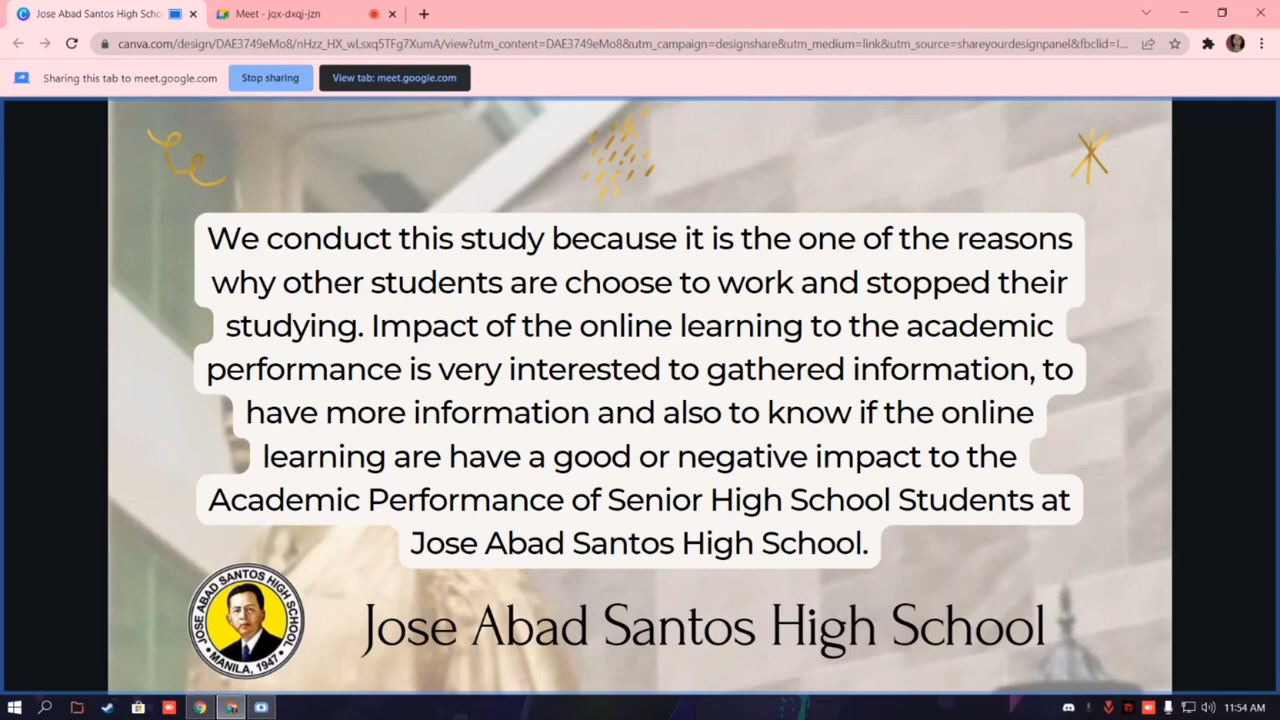 Jose Abad Santos High Scho
Meet - jqx-dxqj-jzn
canva.com/design/DAE3749eMo8/nHzz_HX_wLsxq5TFg7XumA/view?utm_content=DAE3749eMo8&utm_campaign=designshare&utm_medium=link&utm_source=shareyourdesignpanel&fbclid=I...
Sharing this tab to meet.google.com
Stop sharing
View tab: meet.google.com
We conduct this study because it is the one of the reasons
why other students are choose to work and stopped their
studying. Impact of the online learning to the academic
performance is very interested to gathered information, to
have more information and also to know if the online
learning are have a good or negative impact to the
Academic Performance of Senior High School Students at
Jose Abad Santos High School.
JOSE ABAD SANTOS HIGH SCHOOL
• MANILA, 1947 •
Jose Abad Santos High School
11:54 AM